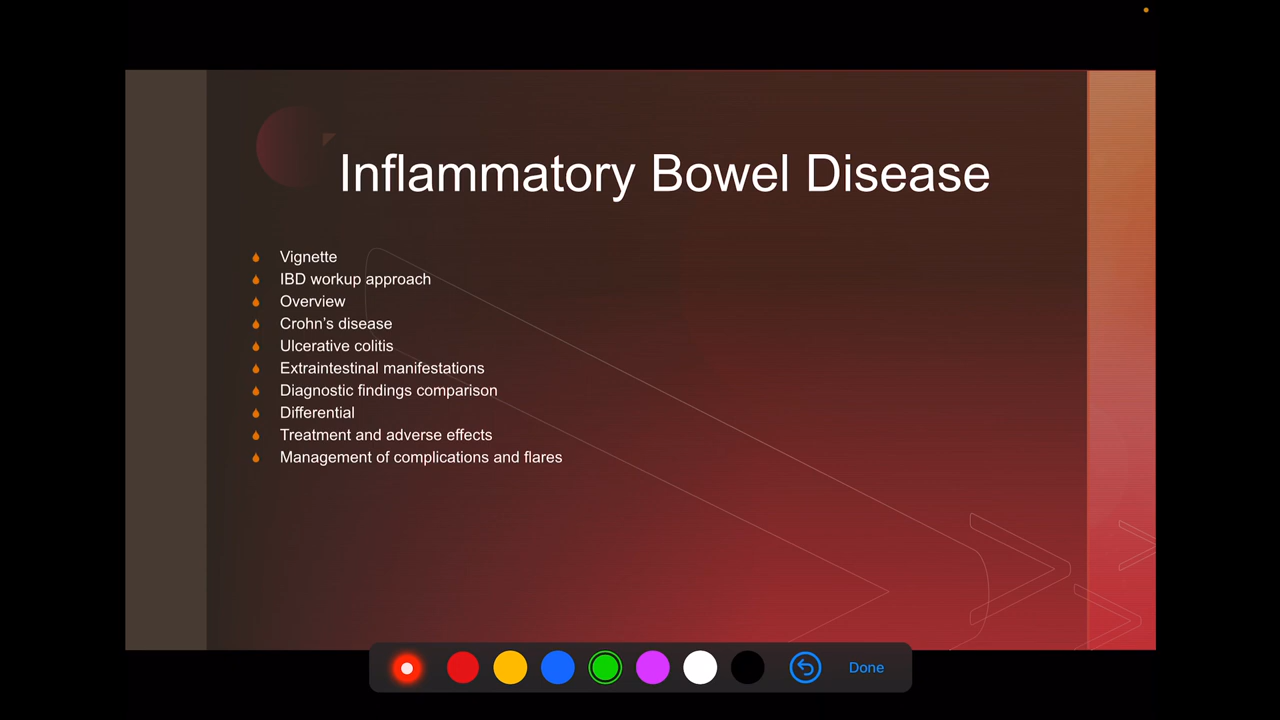 Inflammatory Bowel Disease
Vignette
IBD workup approach
Overview
Crohn’s disease
Ulcerative colitis
Extraintestinal manifestations
Diagnostic findings comparison
Differential
Treatment and adverse effects
Management of complications and flares
Done